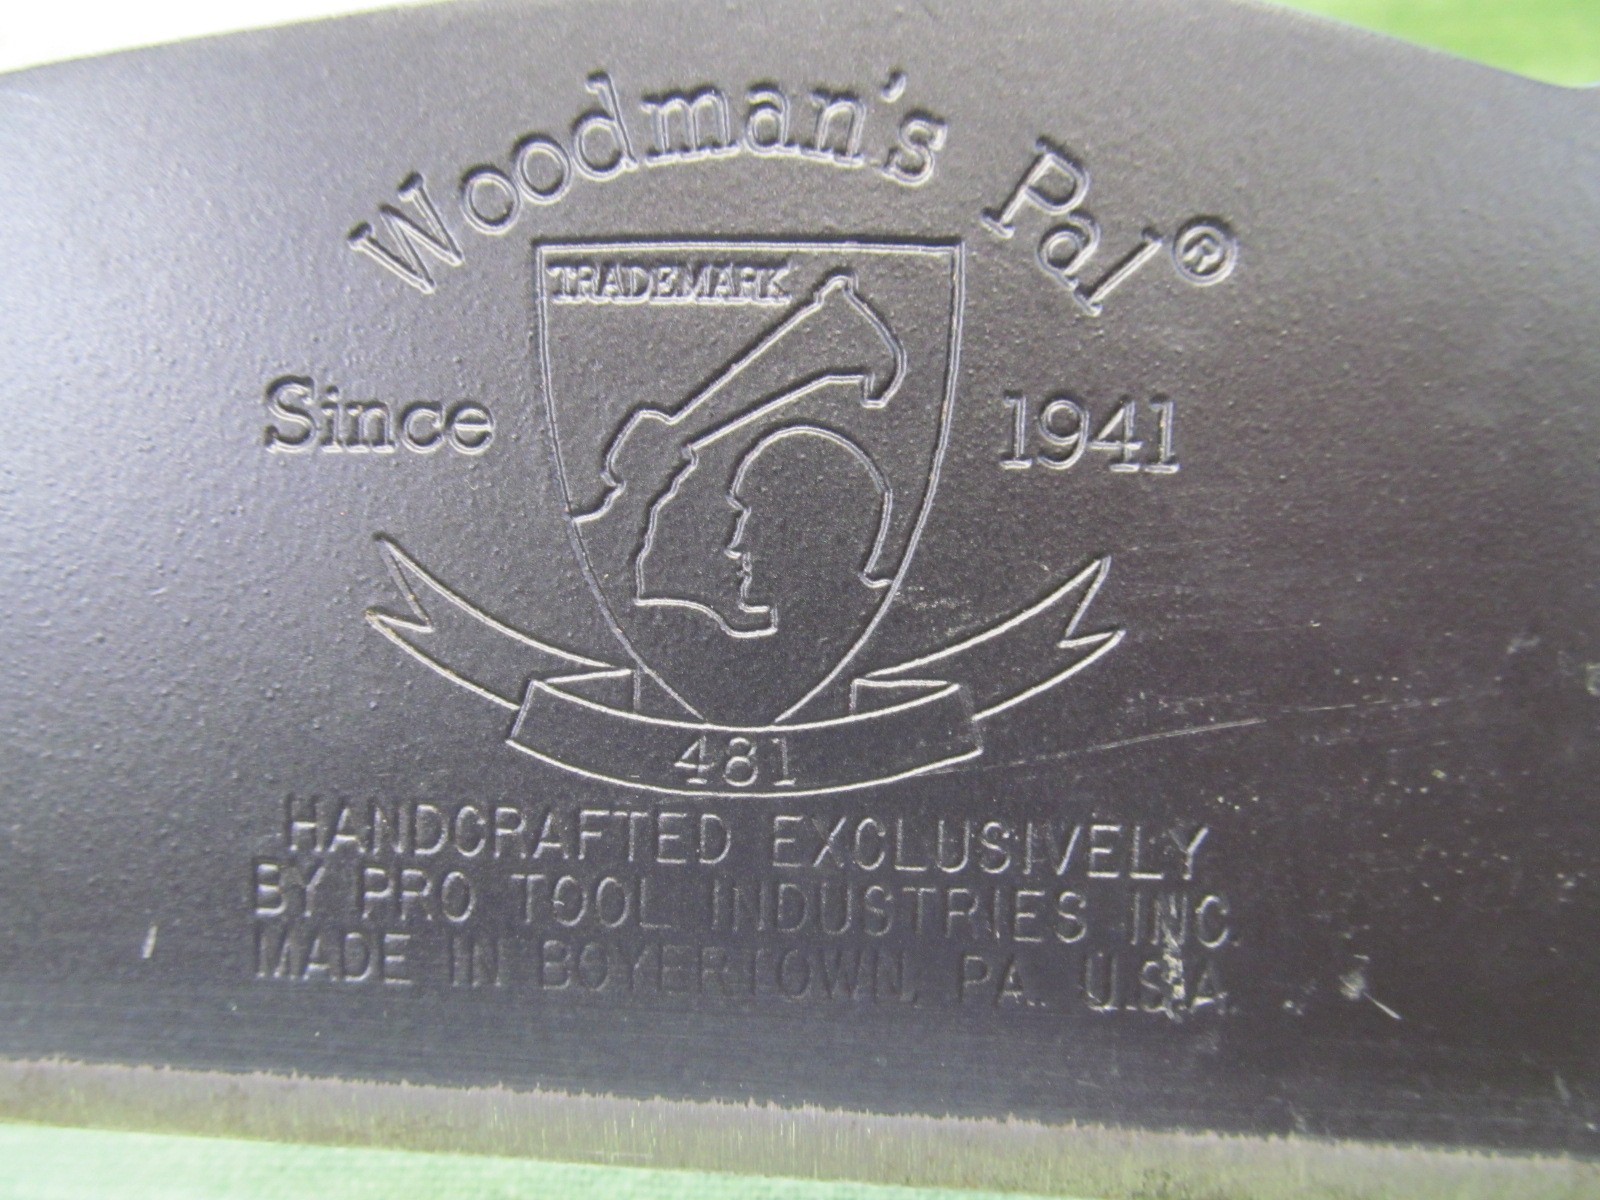 Woodman's Pal®
TRADEMARK
Since 1941
481
HANDCRAFTED EXCLUSIVELY
BY PRO TOOL INDUSTRIES INC.
MADE IN BOYERTOWN, PA. U.S.A.